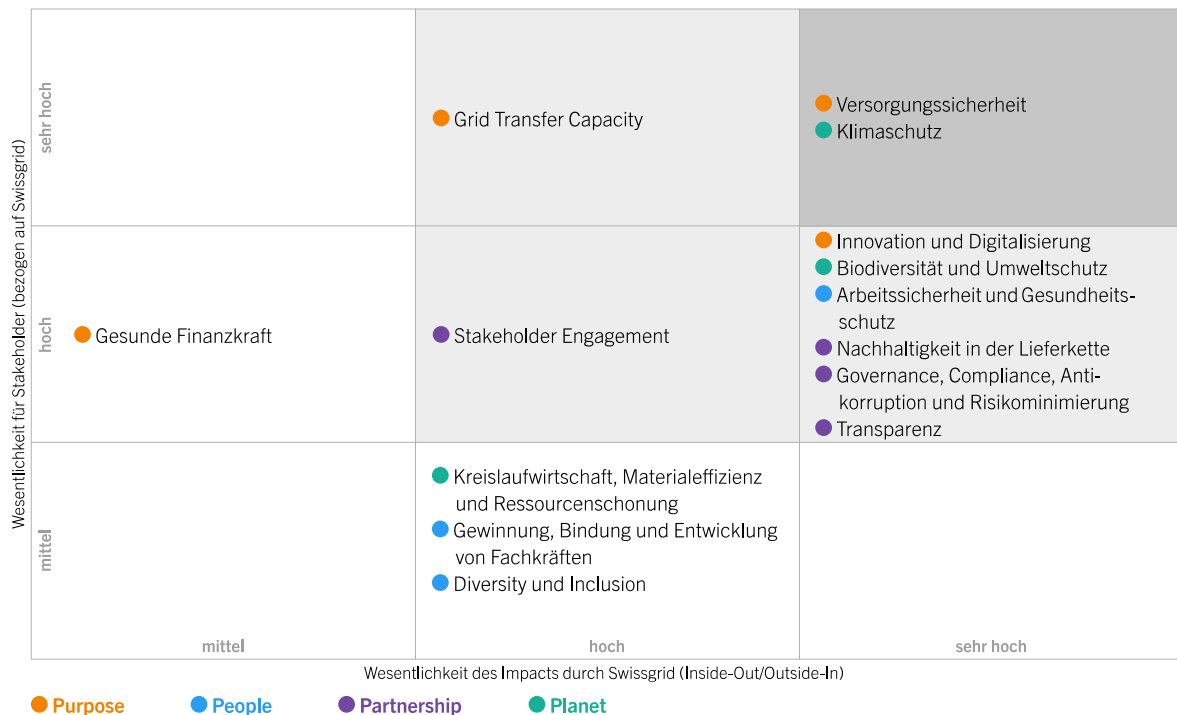 Wesentlichkeit für Stakeholder (bezogen auf Swissgrid)
sehr hoch
Grid Transfer Capacity
Versorgungssicherheit
Klimaschutz
hoch
Gesunde Finanzkraft
Stakeholder Engagement
Innovation und Digitalisierung
Biodiversität und Umweltschutz
Arbeitssicherheit und Gesundheits-
schutz
Nachhaltigkeit in der Lieferkette
Governance, Compliance, Anti-
korruption und Risikominimierung
Transparenz
mittel
Kreislaufwirtschaft, Materialeffizienz
und Ressourcenschonung
Gewinnung, Bindung und Entwicklung
von Fachkräften
Diversity und Inclusion
mittel
hoch
sehr hoch
Wesentlichkeit des Impacts durch Swissgrid (Inside-Out/Outside-In)
Purpose
People
Partnership
Planet